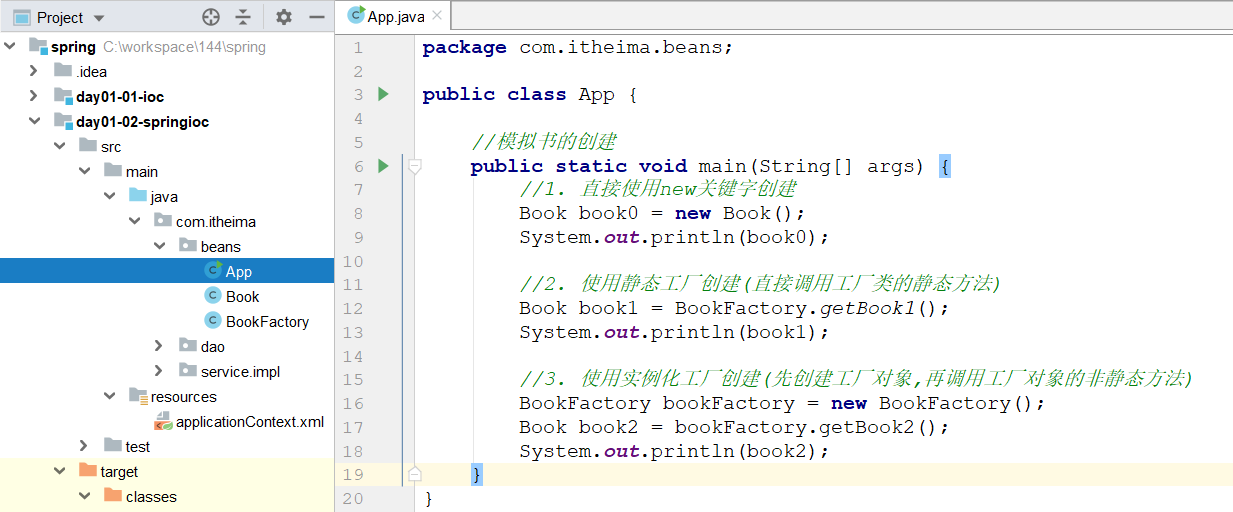 Project
spring C:\workspace\144\spring
.idea
day01-01-ioc
day01-02-springioc
src
main
java
com.itheima
beans
App
Book
BookFactory
dao
service.impl
resources
applicationContext.xml
test
target
classes
App.java
1 package com.itheima.beans;
2
3 public class App {
4
5 //模拟书的创建
6 public static void main(String[] args) {
7 //1. 直接使用new关键字创建
8 Book book0 = new Book();
9 System.out.println(book0);
10
11 //2. 使用静态工厂创建(直接调用工厂类的静态方法)
12 Book book1 = BookFactory.getBook1();
13 System.out.println(book1);
14
15 //3. 使用实例化工厂创建(先创建工厂对象,再调用工厂对象的非静态方法)
16 BookFactory bookFactory = new BookFactory();
17 Book book2 = bookFactory.getBook2();
18 System.out.println(book2);
19 }
20 }